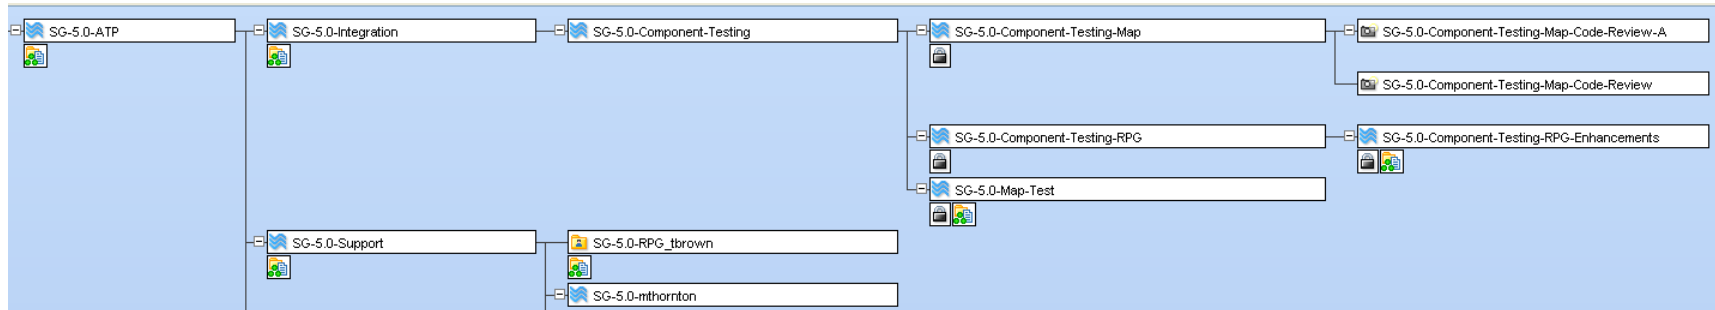 SG-5.0-ATP
SG-5.0-Integration
SG-5.0-Component-Testing
SG-5.0-Component-Testing-Map
SG-5.0-Component-Testing-Map-Code-Review-A
SG-5.0-Component-Testing-Map-Code-Review
SG-5.0-Component-Testing-RPG
SG-5.0-Component-Testing-RPG-Enhancements
SG-5.0-Map-Test
SG-5.0-Support
SG-5.0-RPG_tbrown
SG-5.0-mthornton